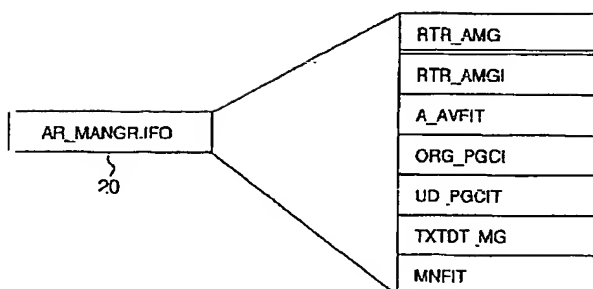 RTR_AMG
RTR_AMGI
AR_MANGR.IFO
A_AVFIT
20
ORG_PGCI
UD_PGCIT
TXTDT_MG
MNFIT